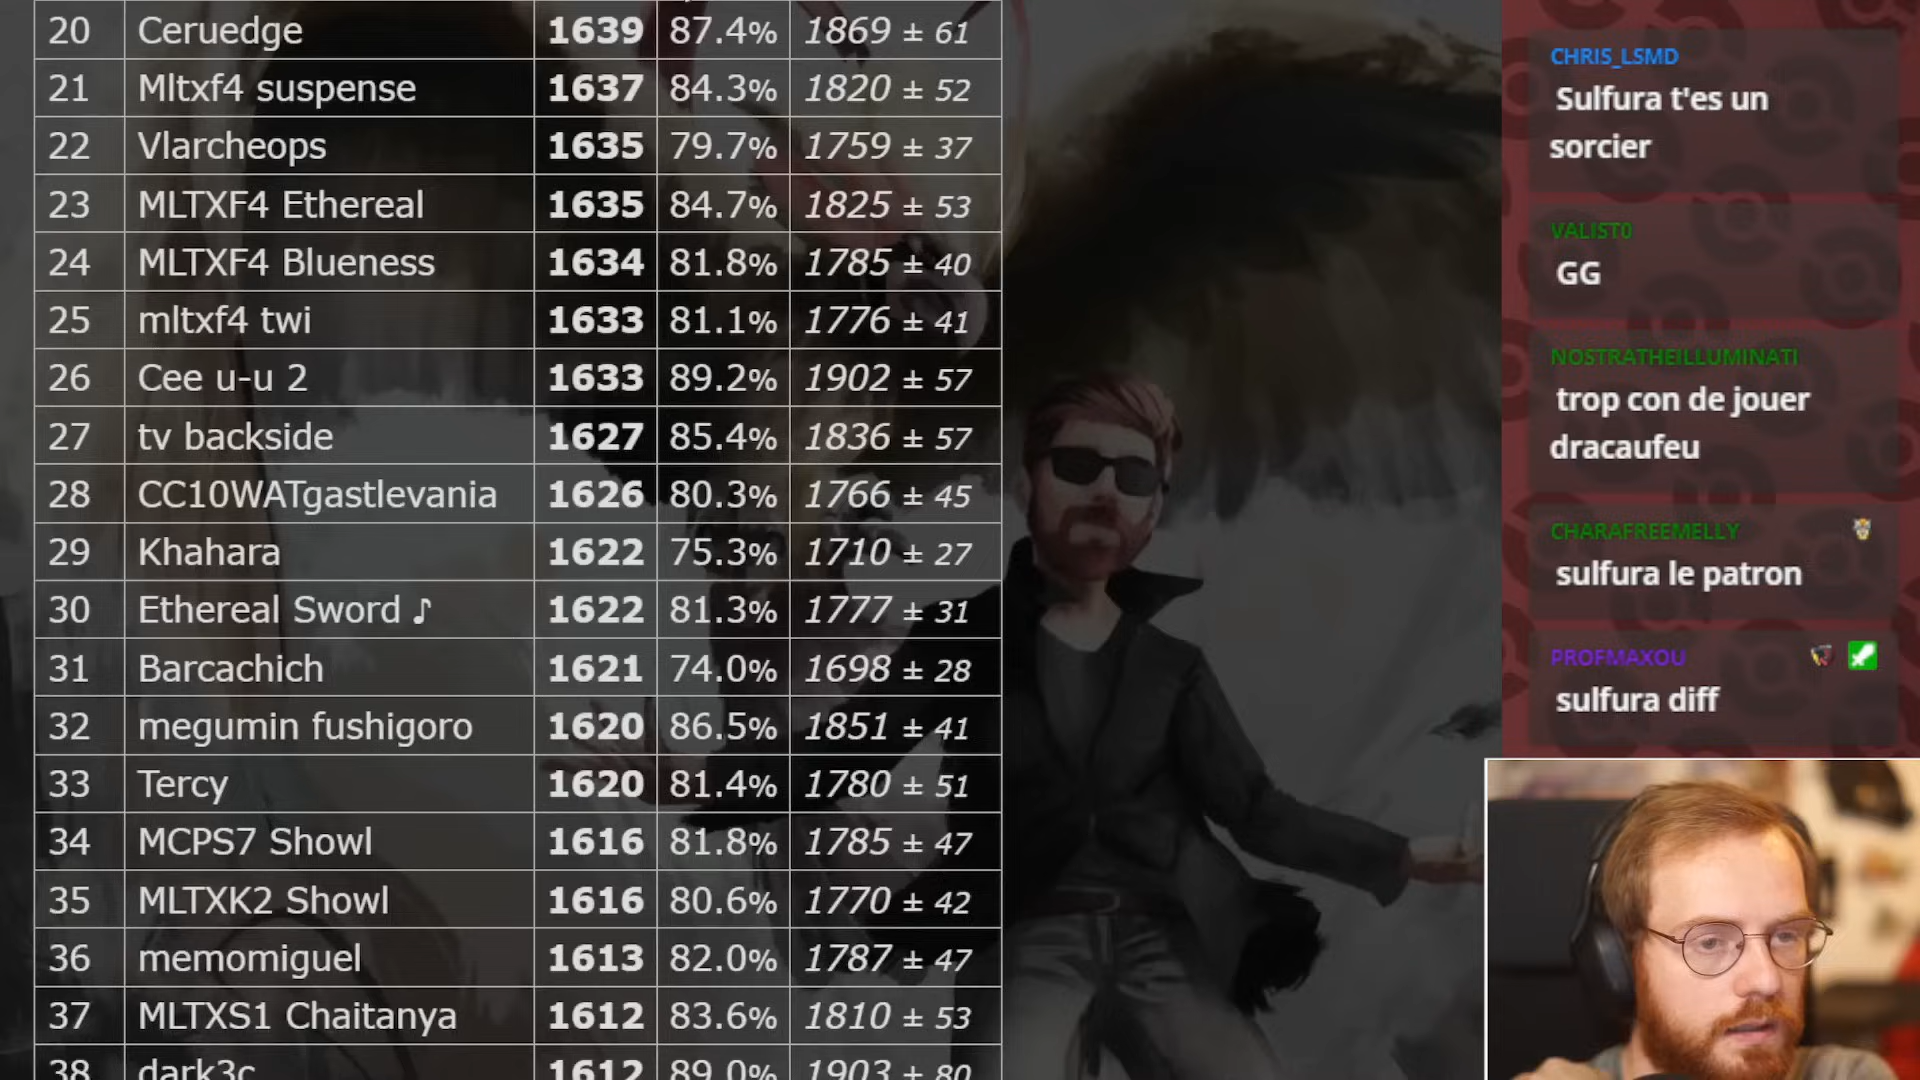 20 Ceruedge 1639 87.4% 1869 ± 61
21 Mltxf4 suspense 1637 84.3% 1820 ± 52
22 Vlarcheops 1635 79.7% 1759 ± 37
23 MLTXF4 Ethereal 1635 84.7% 1825 ± 53
24 MLTXF4 Blueness 1634 81.8% 1785 ± 40
25 mltxf4 twi 1633 81.1% 1776 ± 41
26 Cee u-u 2 1633 89.2% 1902 ± 57
27 tv backside 1627 85.4% 1836 ± 57
28 CC10WATgastlevania 1626 80.3% 1766 ± 45
29 Khahara 1622 75.3% 1710 ± 27
30 Ethereal Sword ♪ 1622 81.3% 1777 ± 31
31 Barcachich 1621 74.0% 1698 ± 28
32 megumin fushigoro 1620 86.5% 1851 ± 41
33 Tercy 1620 81.4% 1780 ± 51
34 MCPS7 Showl 1616 81.8% 1785 ± 47
35 MLTXK2 Showl 1616 80.6% 1770 ± 42
36 memomiguel 1613 82.0% 1787 ± 47
37 MLTXS1 Chaitanya 1612 83.6% 1810 ± 53
38 dark3c 1612 89.0% 1903 ± 80
CHRIS_LSMD
Sulfura t'es un
sorcier
VALIST0
GG
NOSTRATHEILLUMINATI
trop con de jouer
dracaufeu
CHARAFREEMELLY
sulfura le patron
PROFMAXOU
sulfura diff